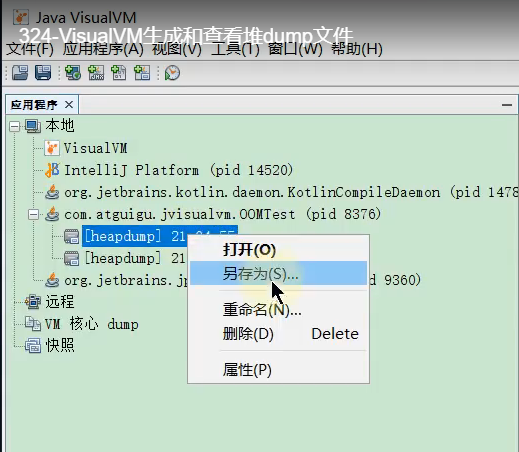 Java VisualVM
324-VisualVM生成和查看堆dump文件
文件(F) 应用程序(A) 视图(V) 工具(T) 窗口(W) 帮助(H)
应用程序
本地
VisualVM
IntelliJ Platform (pid 14520)
org.jetbrains.kotlin.daemon.KotlinCompileDaemon (pid 1478
com.atguigu.jvisualvm.OOMTest (pid 8376)
[heapdump] 21
打开(O)
[heapdump]
另存为(S)...
org.jetbrains.jp
9360)
远程
重命名(N)...
VM 核心 dump
删除(D) Delete
快照
属性(P)